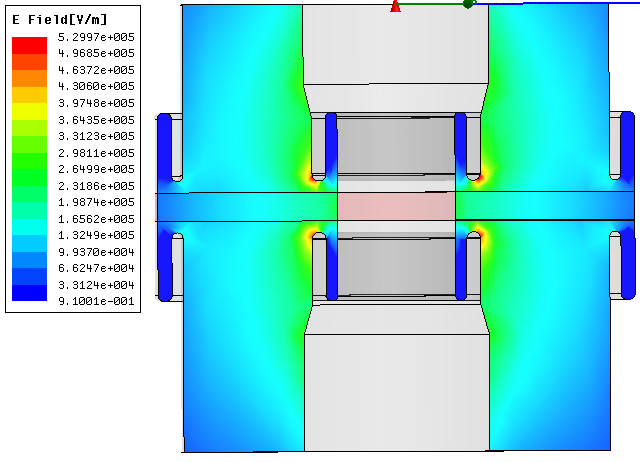 E Field[V/m]
5.2997e+005
4.9685e+005
4.6372e+005
4.3060e+005
3.9748e+005
3.6435e+005
3.3123e+005
2.9811e+005
2.6499e+005
2.3186e+005
1.9874e+005
1.6562e+005
1.3249e+005
9.9370e+004
6.6247e+004
3.3124e+004
9.1001e-001